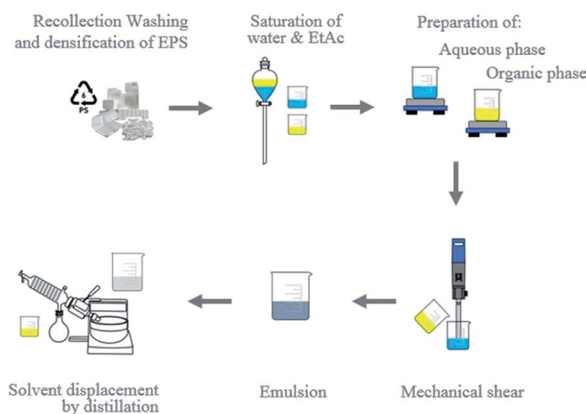 Recollection Washing
and densification of EPS
Saturation of
water & EtAc
Preparation of:
Aqueous phase
Organic phase
6
PS
Solvent displacement
by distillation
Emulsion
Mechanical shear